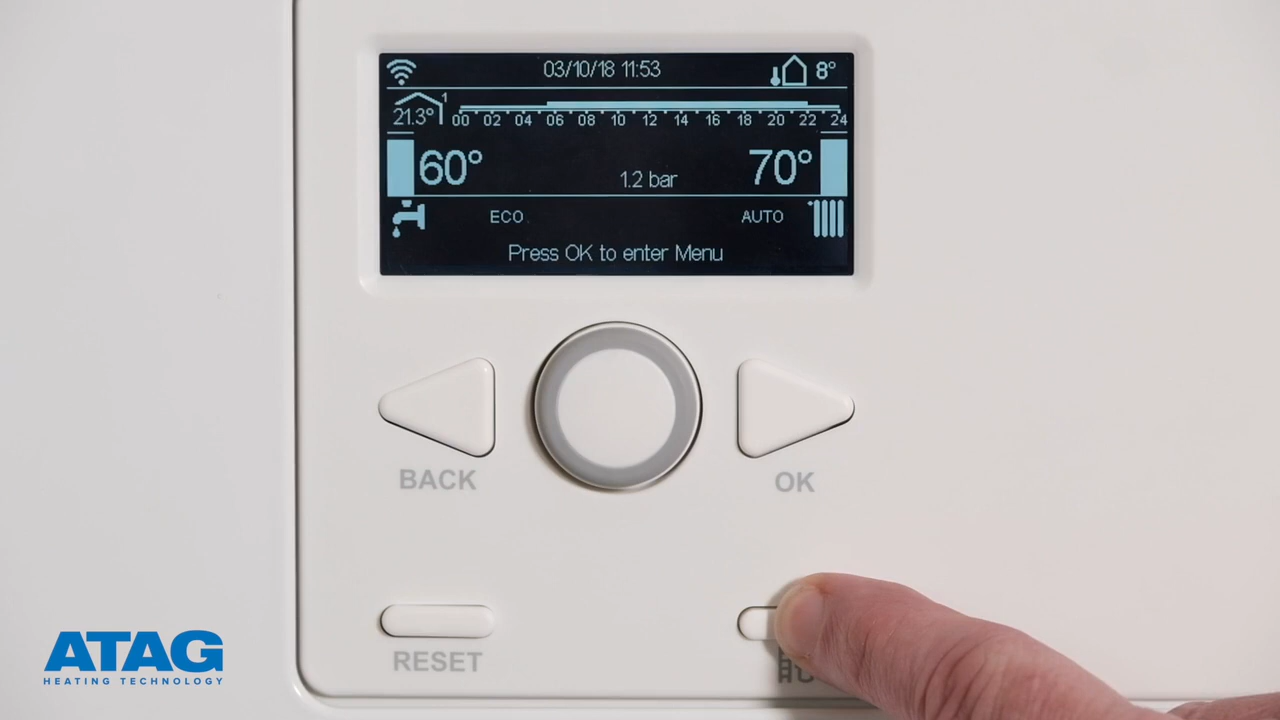 03/10/18 11:53
8°
21.3° 1
00 02 04 06 08 10 12 14 16 18 20 22 24
60° 1.2 bar 70°
ECO AUTO
Press OK to enter Menu
BACK OK
RESET
ATAG
HEATING TECHNOLOGY